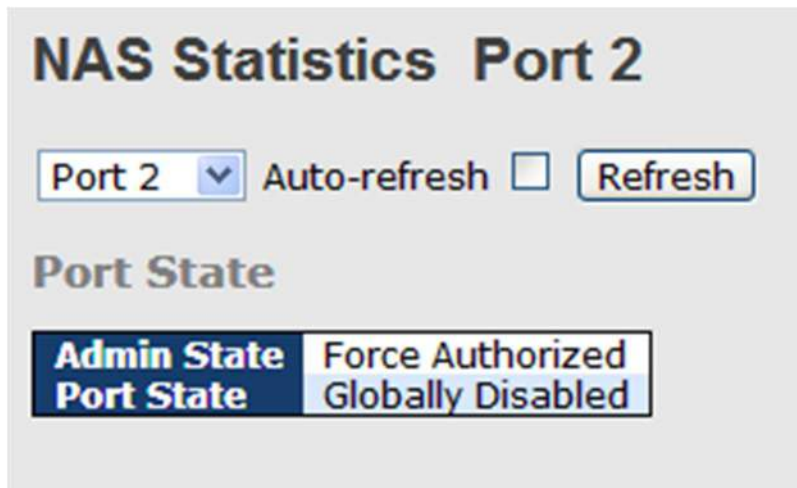 NAS Statistics Port 2
Port 2 Auto-refresh Refresh
Port State
Admin State Force Authorized
Port State Globally Disabled